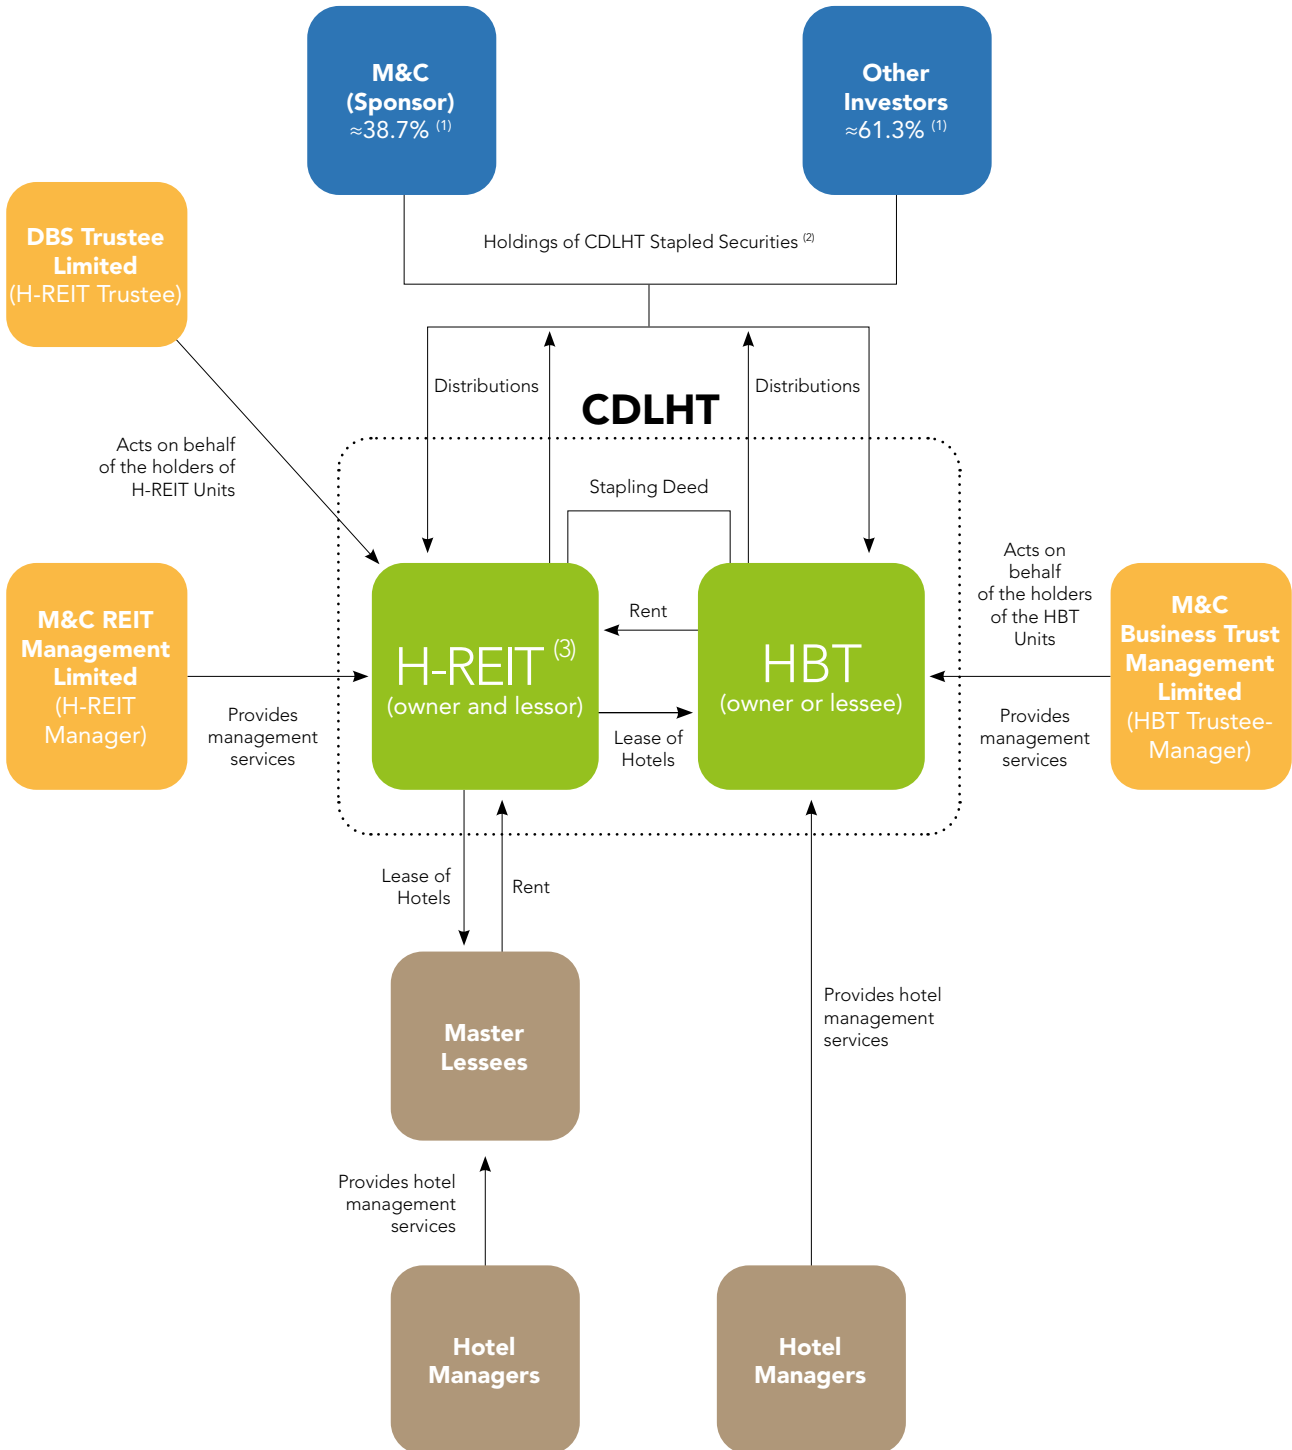 M&C
(Sponsor)
≈38.7% (1)
Other
Investors
≈61.3% (1)
DBS Trustee
Limited
(H-REIT Trustee)
Holdings of CDLHT Stapled Securities (2)
Distributions
Distributions
CDLHT
Acts on behalf
of the holders of
H-REIT Units
Stapling Deed
Acts on
behalf
of the holders
of the HBT
Units
M&C REIT
Management
Limited
(H-REIT
Manager)
Provides
management
services
H-REIT (3)
(owner and lessor)
Rent
Lease of
Hotels
HBT
(owner or lessee)
Provides
management
services
M&C
Business Trust
Management
Limited
(HBT Trustee-
Manager)
Lease of
Hotels
Rent
Master
Lessees
Provides hotel
management
services
Provides hotel
management
services
Hotel
Managers
Hotel
Managers